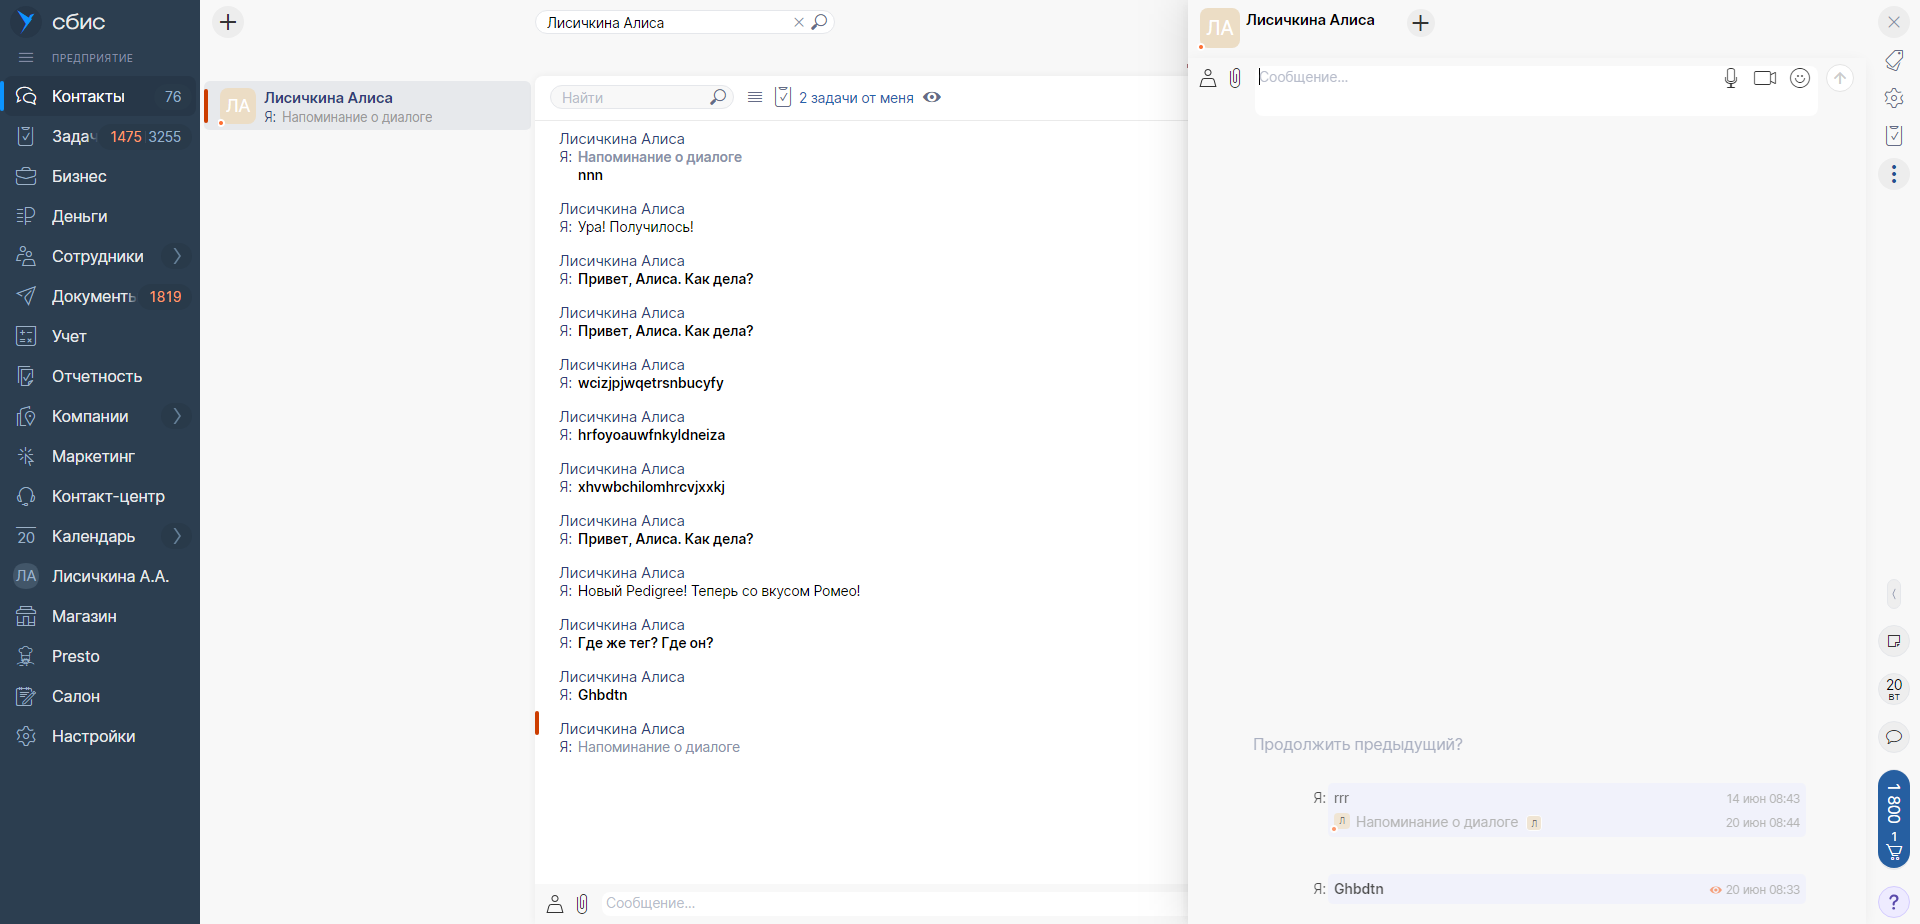 сбис
ПРЕДПРИЯТИЕ
Контакты 76
Задач 1475 3255
Бизнес
Деньги
Сотрудники
Документы 1819
Учет
Отчетность
Компании
Маркетинг
Контакт-центр
20 Календарь
ЛА Лисичкина А.А.
Магазин
Presto
Салон
Настройки
Лисичкина Алиса
ЛА Лисичкина Алиса
Я: Напоминание о диалоге
Найти
2 задачи от меня
Лисичкина Алиса
Я: Напоминание о диалоге
nnn
Лисичкина Алиса
Я: Ура! Получилось!
Лисичкина Алиса
Я: Привет, Алиса. Как дела?
Лисичкина Алиса
Я: Привет, Алиса. Как дела?
Лисичкина Алиса
Я: wcizjpjwqetrsnbucyfy
Лисичкина Алиса
Я: hrfoyoauwfnkyldneiza
Лисичкина Алиса
Я: xhvwbchilomhrcvjxxkj
Лисичкина Алиса
Я: Привет, Алиса. Как дела?
Лисичкина Алиса
Я: Новый Pedigree! Теперь со вкусом Ромео!
Лисичкина Алиса
Я: Где же тег? Где он?
Лисичкина Алиса
Я: Ghbdtn
Лисичкина Алиса
Я: Напоминание о диалоге
Сообщение...
ЛА Лисичкина Алиса
Сообщение...
Продолжить предыдущий?
Я: rrr 14 июн 08:43
Л Напоминание о диалоге Л 20 июн 08:44
Я: Ghbdtn 20 июн 08:33
20
ВТ
1 800
1
?